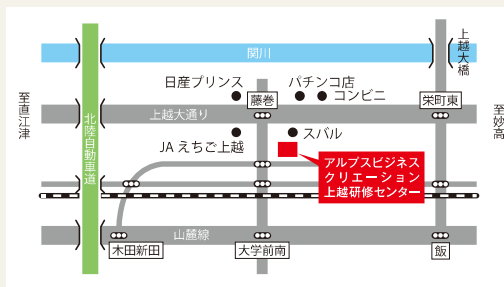 関川
上越大橋
日産プリンス
パチンコ店
コンビニ
藤巻
栄町東
至直江津
北陸自動車道
上越大通り
至妙高
JA えちご上越
スバル
アルプスビジネス
クリエーション
上越研修センター
山麓線
木田新田
大学前南
飯